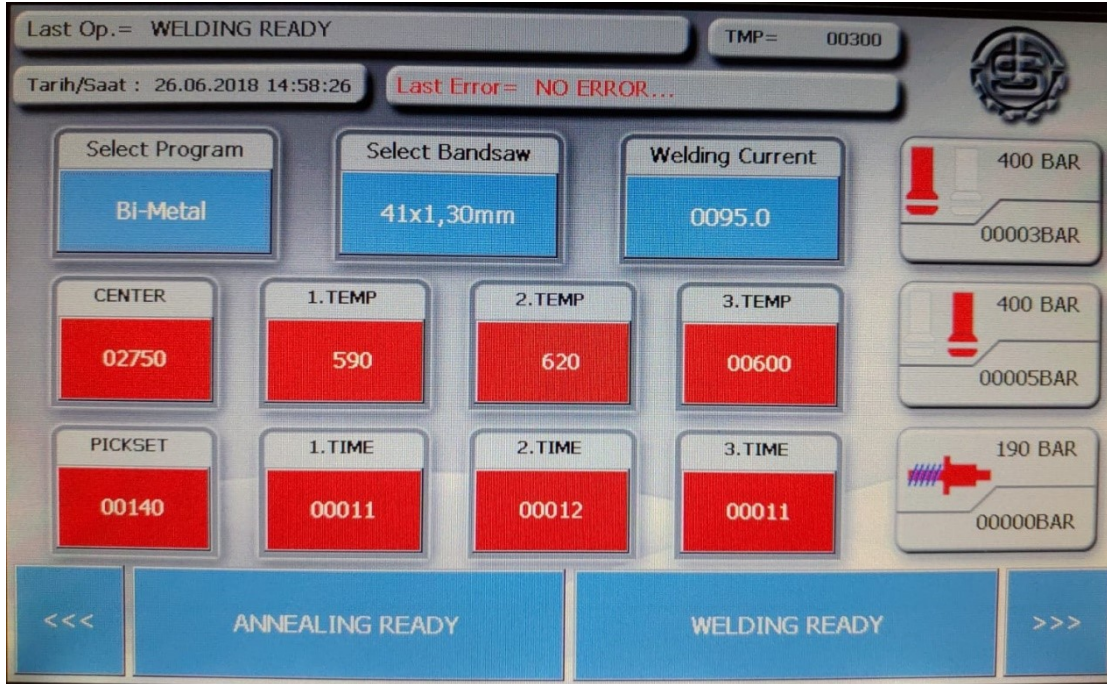 Last Op.= WELDING READY
TMP= 00300
Tarih/Saat : 26.06.2018 14:58:26
Last Error= NO ERROR...
Select Program
Bi-Metal
Select Bandsaw
41x1,30mm
Welding Current
0095.0
400 BAR
00003BAR
CENTER
02750
1.TEMP
590
2.TEMP
620
3.TEMP
00600
400 BAR
00005BAR
PICKSET
00140
1.TIME
00011
2.TIME
00012
3.TIME
00011
190 BAR
00000BAR
<<<
ANNEALING READY
WELDING READY
>>>